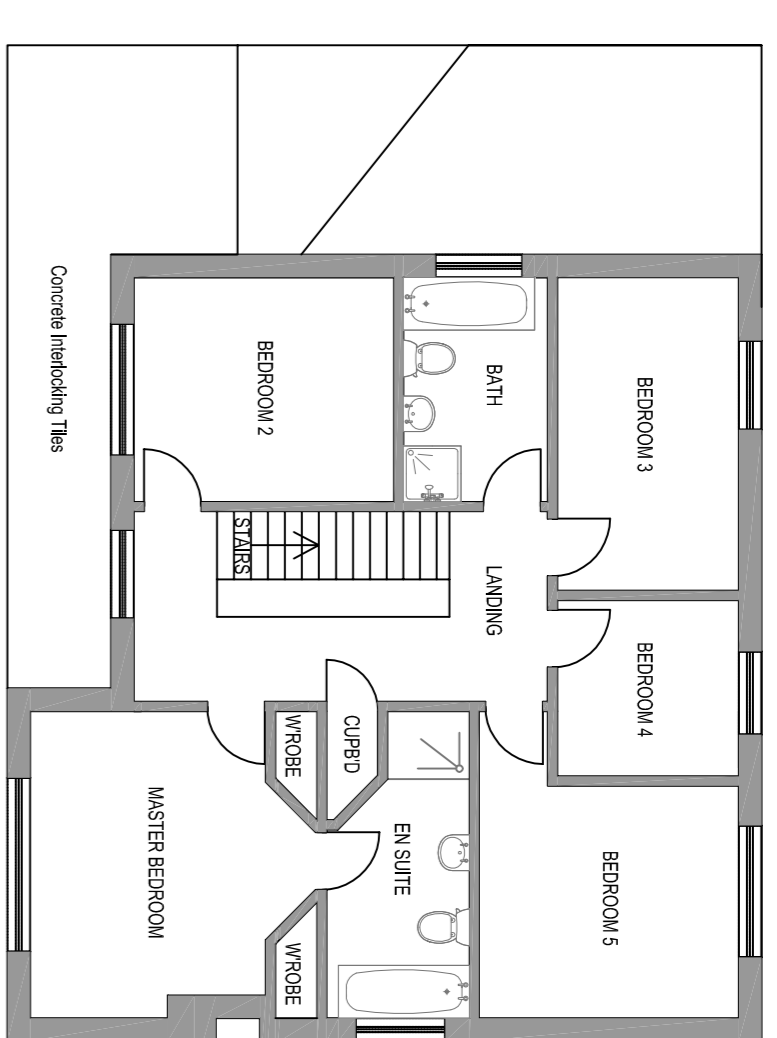 BEDROOM 3
BEDROOM 4
BEDROOM 5
BATH
LANDING
EN SUITE
CUPB'D
W'ROBE
W'ROBE
STAIRS
BEDROOM 2
MASTER BEDROOM
Concrete Interlocking Tiles